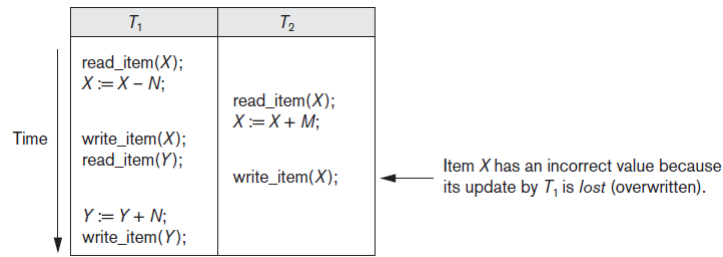 T₁ T₂
read_item(X);
X := X – N;
read_item(X);
X := X + M;
Time
write_item(X);
read_item(Y);
write_item(X);
Item X has an incorrect value because
its update by T₁ is lost (overwritten).
Y := Y + N;
write_item(Y);